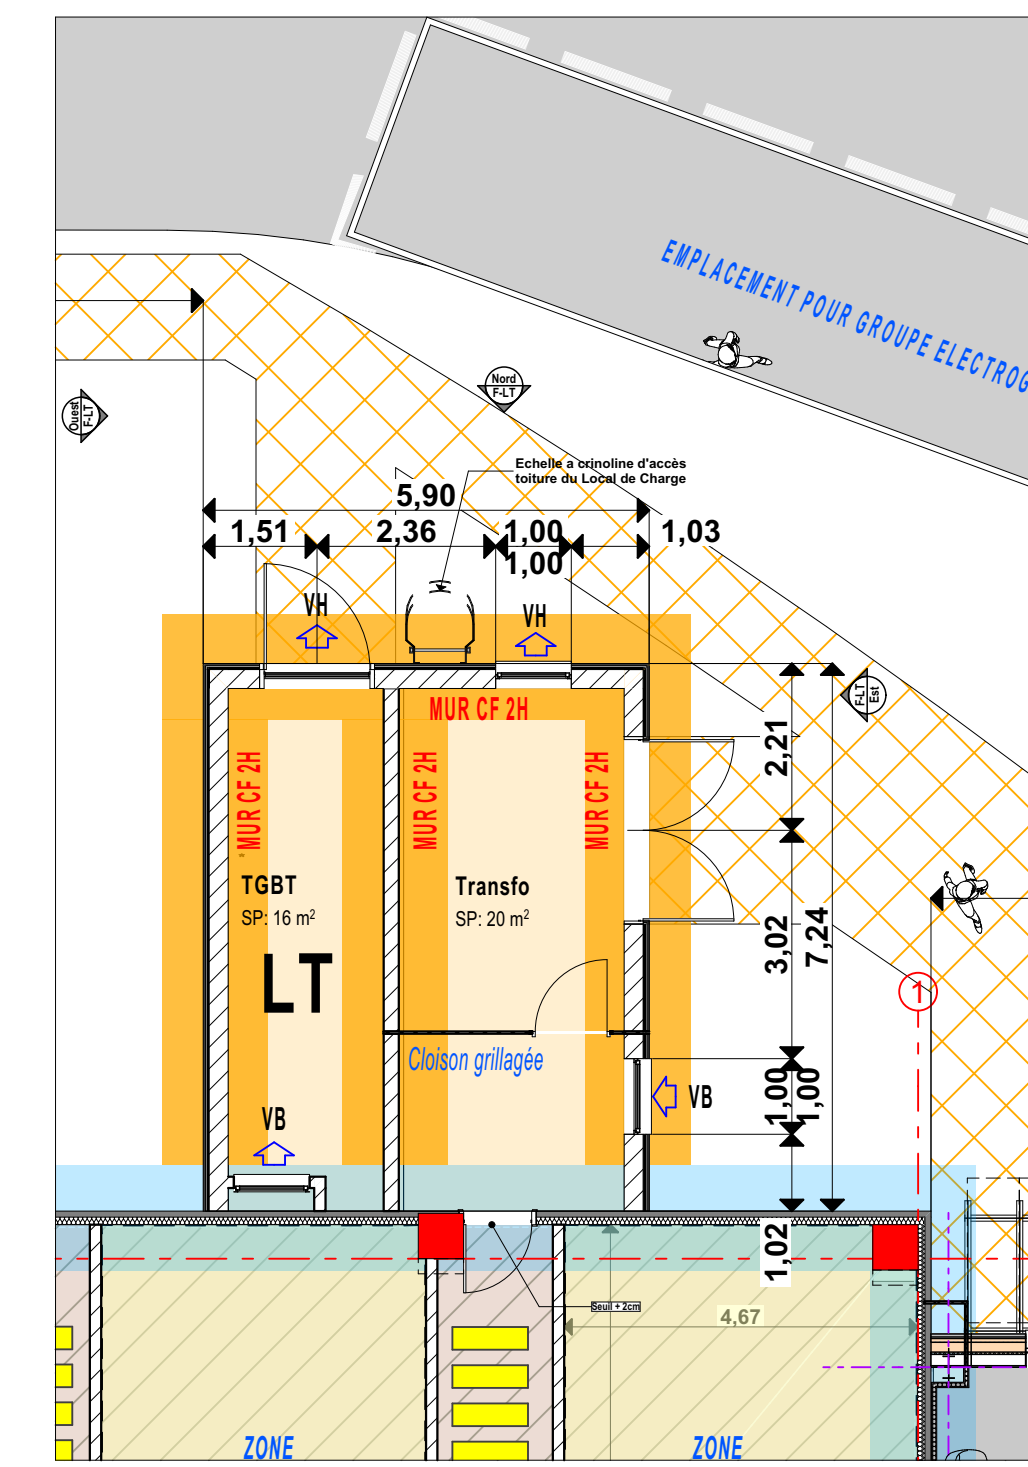 EMPLACEMENT POUR GROUPE ELECTROG
Nord
F-LT
Ouest
F-LT
Echelle a crinoline d'accès
toiture du Local de Charge
5,90
1,51
2,36
1,00
1,03
1,00
VH
VH
F-LT
Est
MUR CF 2H
MUR CF 2H
MUR CF 2H
MUR CF 2H
2,21
TGBT
SP: 16 m²
Transfo
SP: 20 m²
LT
3,02
7,24
1
Cloison grillagée
VB
1,00
1,00
VB
1,02
Seuil + 2cm
4,67
ZONE
ZONE